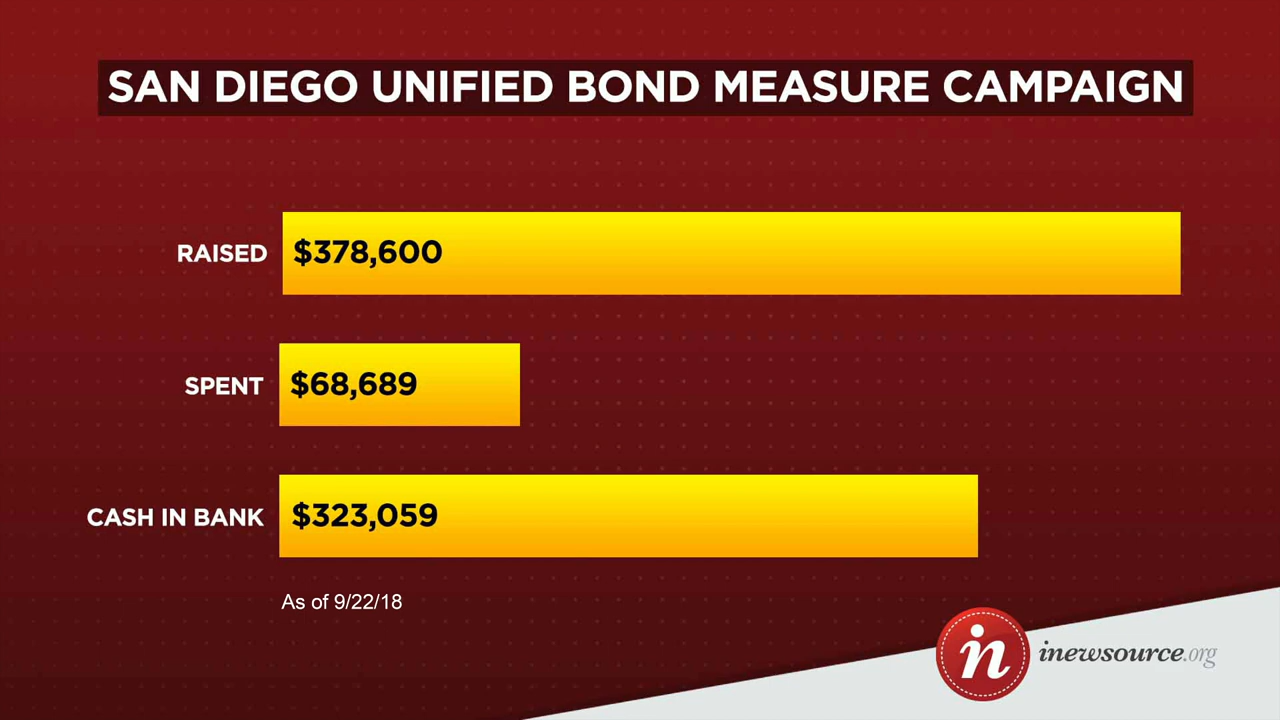 SAN DIEGO UNIFIED BOND MEASURE CAMPAIGN
RAISED $378,600
SPENT $68,689
CASH IN BANK $323,059
As of 9/22/18
in inewsource.org